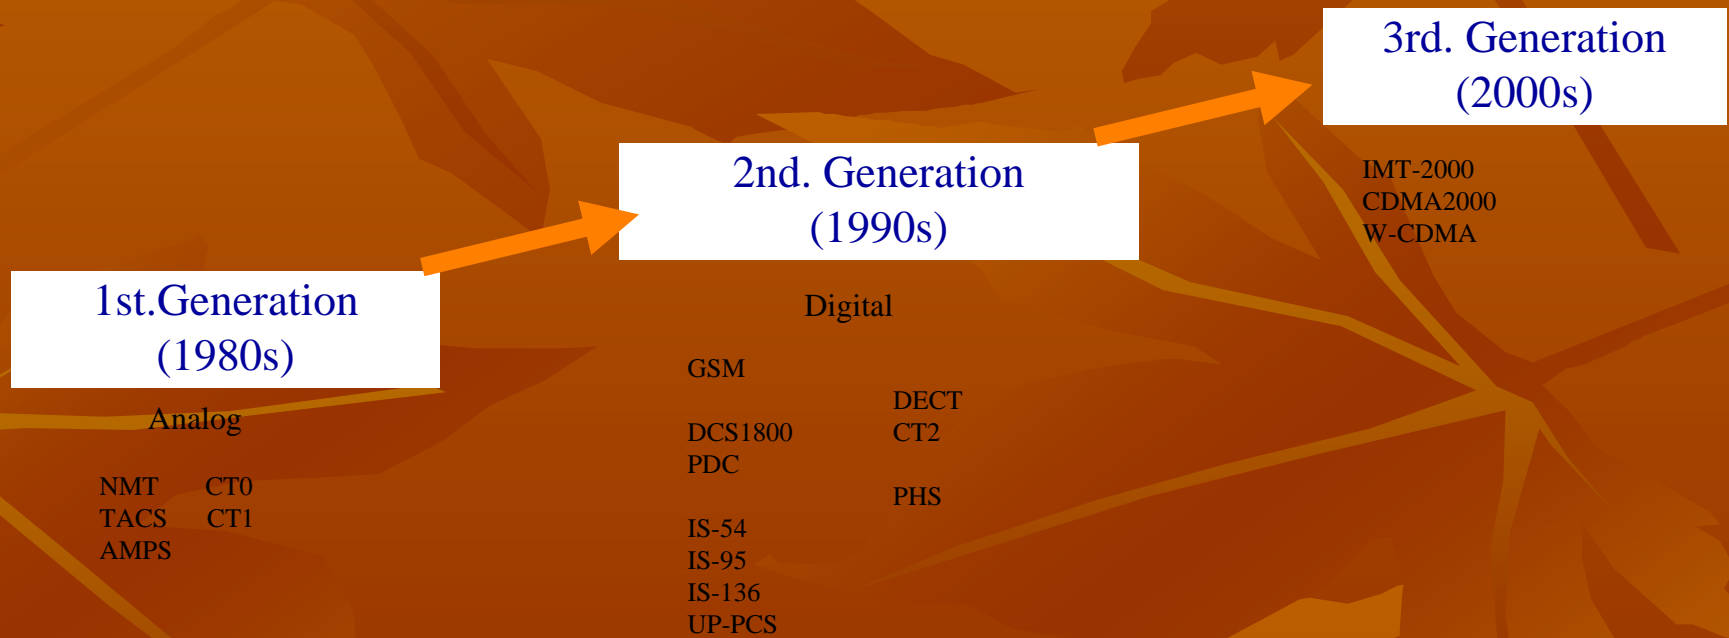 3rd. Generation
(2000s)
IMT-2000
CDMA2000
W-CDMA
2nd. Generation
(1990s)
Digital
GSM
DECT
DCS1800 CT2
PDC
PHS
IS-54
IS-95
IS-136
UP-PCS
1st.Generation
(1980s)
Analog
NMT CT0
TACS CT1
AMPS